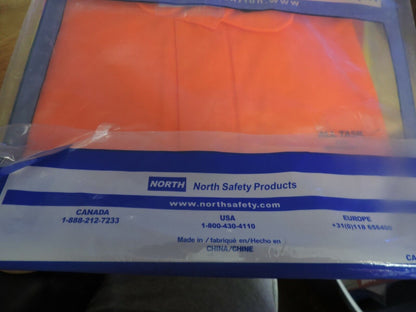 NORTH North Safety Products
www.northsafety.com
CANADA
1-888-212-7233
USA
1-800-430-4110
EUROPE
+31(0)118 656400
Made in / fabriqué en/Hecho en
CHINA/CHINE
CA